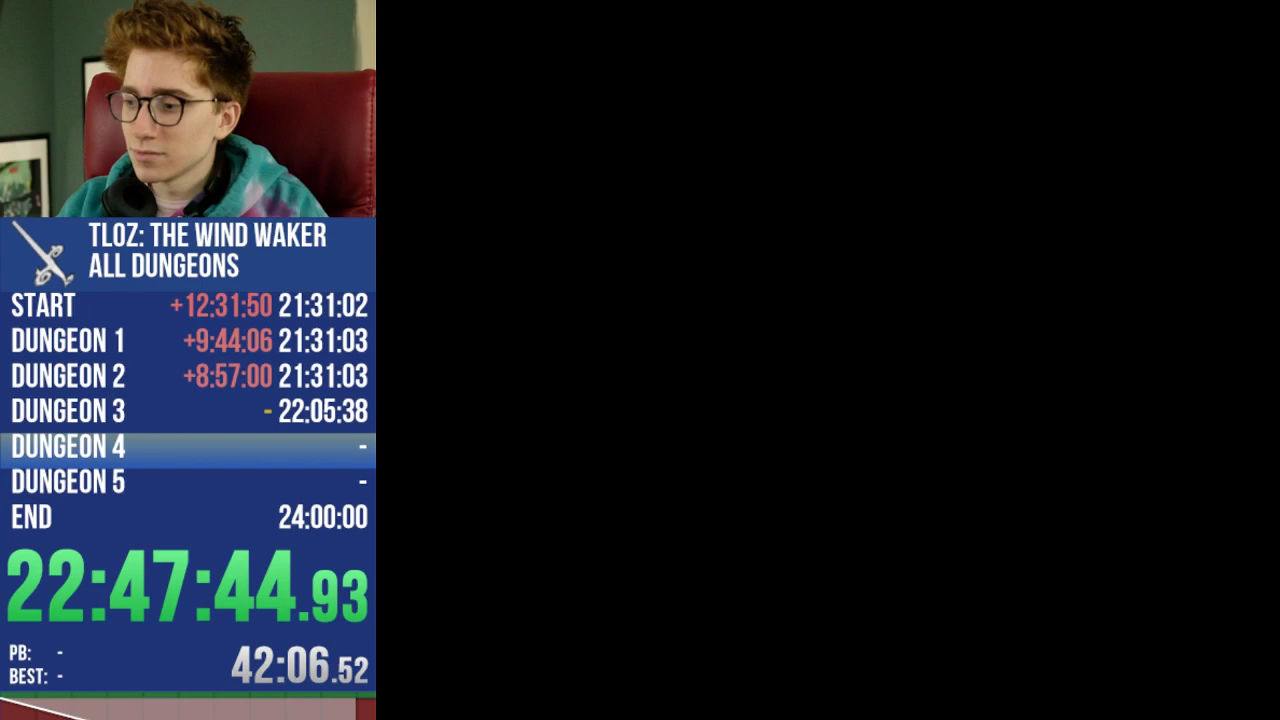 TLOZ: THE WIND WAKER
ALL DUNGEONS
START +12:31:50 21:31:02
DUNGEON 1 +9:44:06 21:31:03
DUNGEON 2 +8:57:00 21:31:03
DUNGEON 3 - 22:05:38
DUNGEON 4 -
DUNGEON 5 -
END 24:00:00
22:47:44.93
PB: -
BEST: -
42:06.52